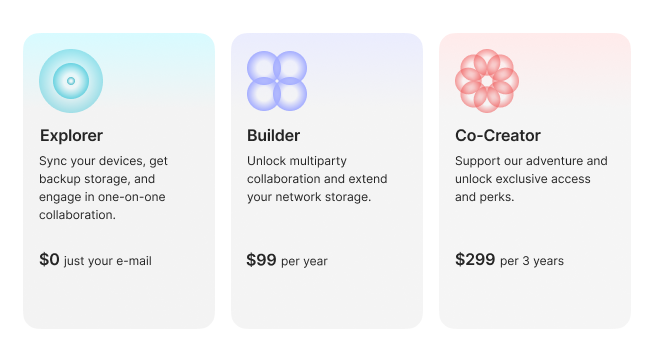 Explorer
Sync your devices, get
backup storage, and
engage in one-on-one
collaboration.
$0 just your e-mail
Builder
Unlock multiparty
collaboration and extend
your network storage.
$99 per year
Co-Creator
Support our adventure and
unlock exclusive access
and perks.
$299 per 3 years